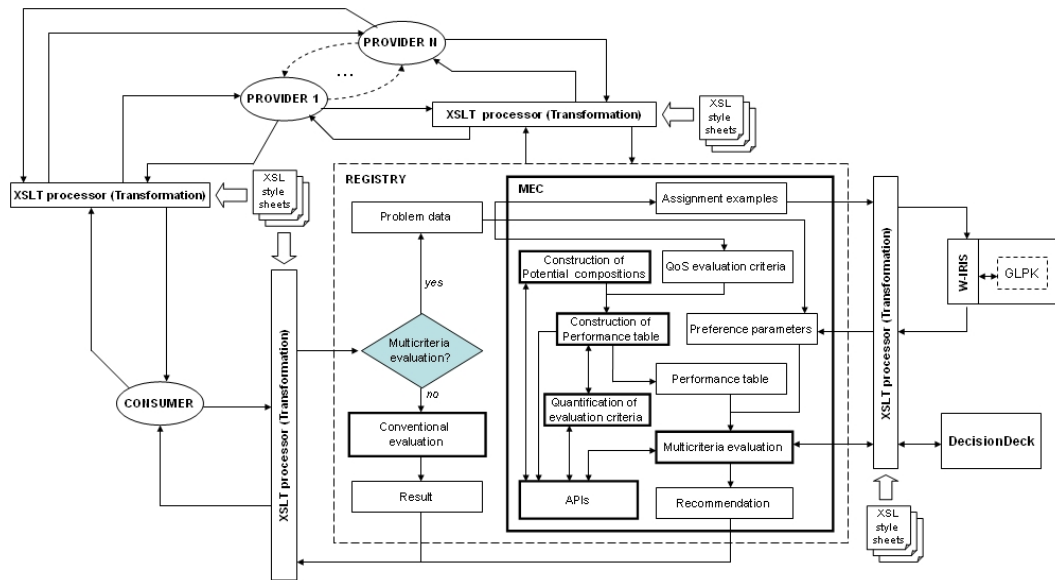 PROVIDER N
...
PROVIDER 1
XSLT processor (Transformation)
XSL
style
sheets
XSLT processor (Transformation)
XSL
style
sheets
REGISTRY
MEC
Problem data
Assignment examples
Construction of
Potential compositions
QoS evaluation criteria
yes
Construction of
Performance table
Preference parameters
Multicriteria
evaluation?
Performance table
no
Quantification of
evaluation criteria
Conventional
evaluation
Multicriteria evaluation
Result
APIs
Recommendation
CONSUMER
XSLT processor (Transformation)
XSLT processor (Transformation)
W-IRIS
GLPK
DecisionDeck
XSL
style
sheets